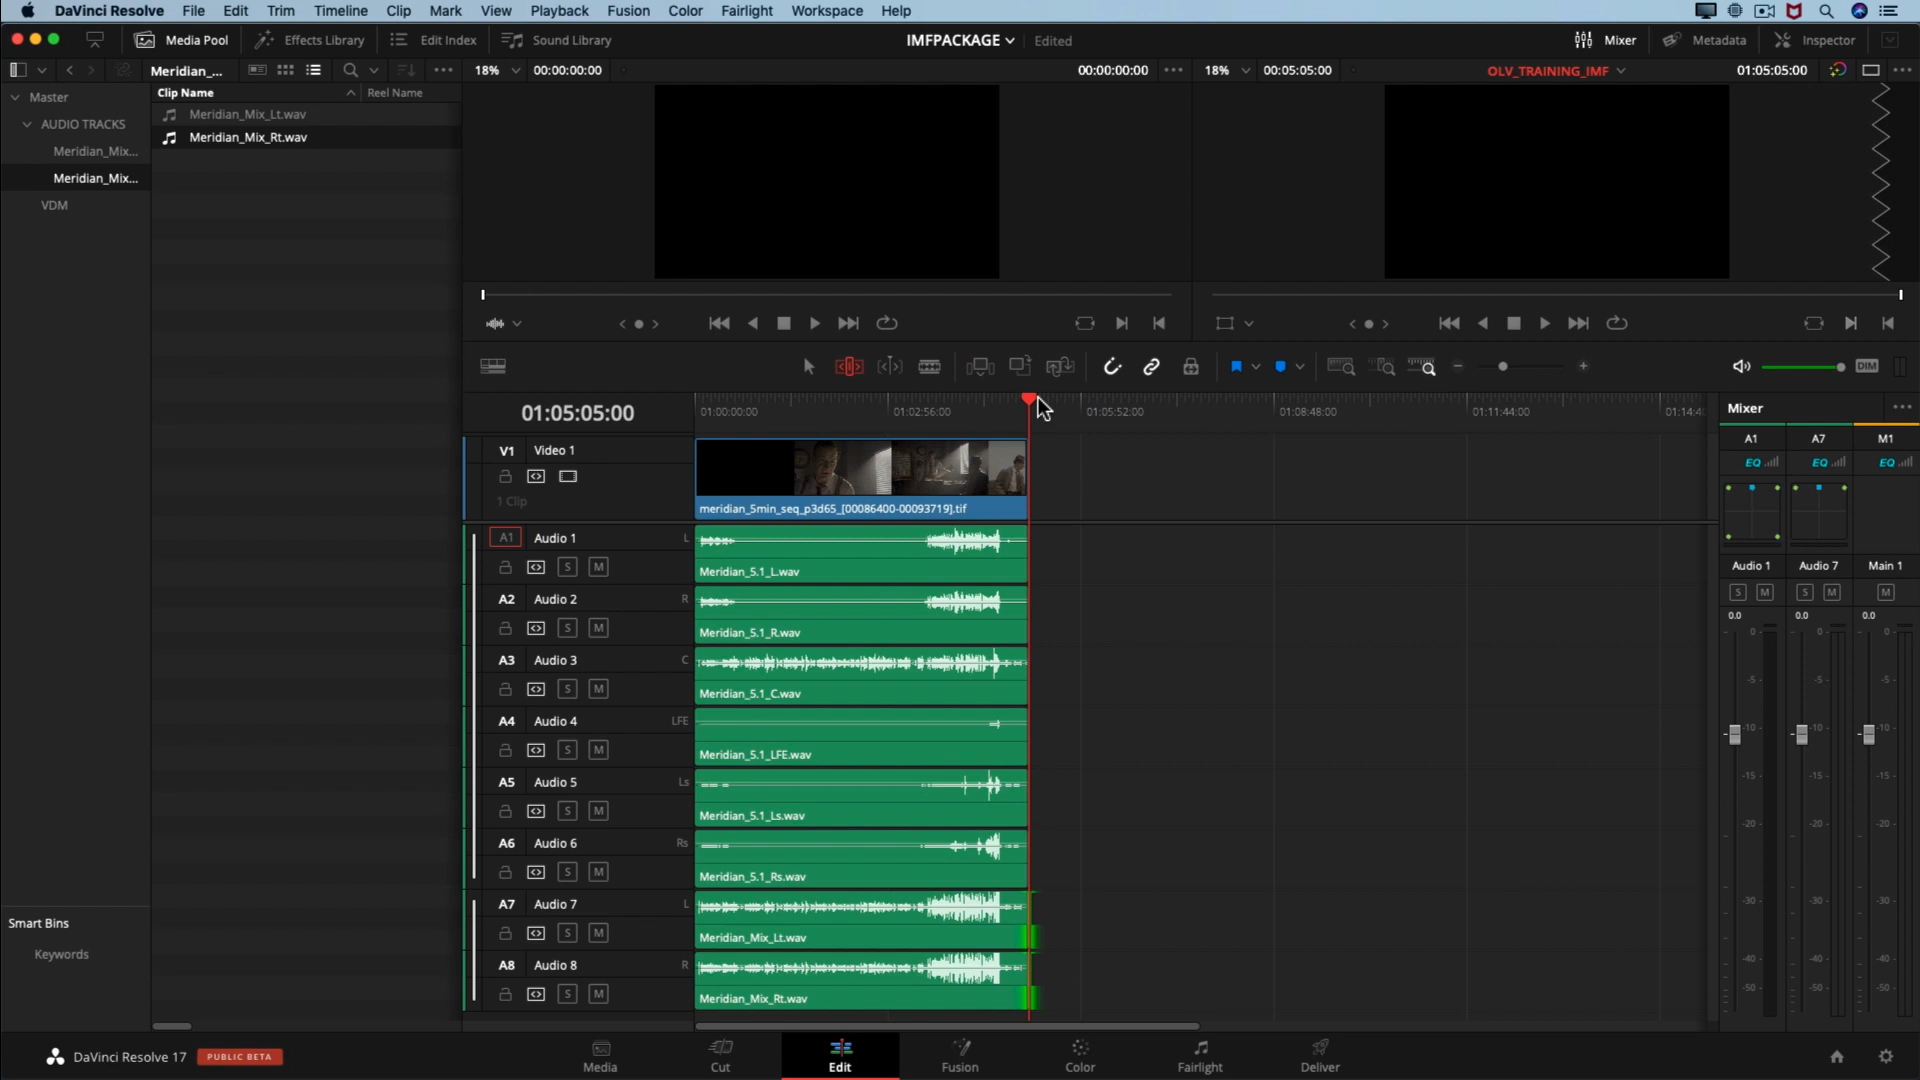 DaVinci Resolve File Edit Trim Timeline Clip Mark View Playback Fusion Color Fairlight Workspace Help
Media Pool Effects Library Edit Index Sound Library IMFPACKAGE Edited Mixer Metadata Inspector
Meridian_... 18% 00:00:00:00 00:00:00:00 18% 00:05:05:00 OLV_TRAINING_IMF 01:05:05:00
Master
AUDIO TRACKS
Meridian_Mix...
Meridian_Mix...
VDM
Clip Name Reel Name
Meridian_Mix_Lt.wav
Meridian_Mix_Rt.wav
Smart Bins
Keywords
DIM
01:05:05:00 01:00:00:00 01:02:56:00 01:05:52:00 01:08:48:00 01:11:44:00 01:14:4
V1 Video 1
1 Clip
meridian_5min_seq_p3d65_[00086400-00093719].tif
A1 Audio 1 L
S M
Meridian_5.1_L.wav
A2 Audio 2 R
S M
Meridian_5.1_R.wav
A3 Audio 3 C
S M
Meridian_5.1_C.wav
A4 Audio 4 LFE
S M
Meridian_5.1_LFE.wav
A5 Audio 5 Ls
S M
Meridian_5.1_Ls.wav
A6 Audio 6 Rs
S M
Meridian_5.1_Rs.wav
A7 Audio 7 L
S M
Meridian_Mix_Lt.wav
A8 Audio 8 R
S M
Meridian_Mix_Rt.wav
Mixer
A1 A7 M1
EQ EQ EQ
Audio 1 Audio 7 Main 1
S M S M M
0.0 0.0 0.0
0 0 0
-5 -5 -5
-10 -10 -10
-15 -15 -15
-20 -20 -20
-30 -30 -30
-40 -40 -40
-50 -50 -50
DaVinci Resolve 17 PUBLIC BETA
Media Cut Edit Fusion Color Fairlight Deliver